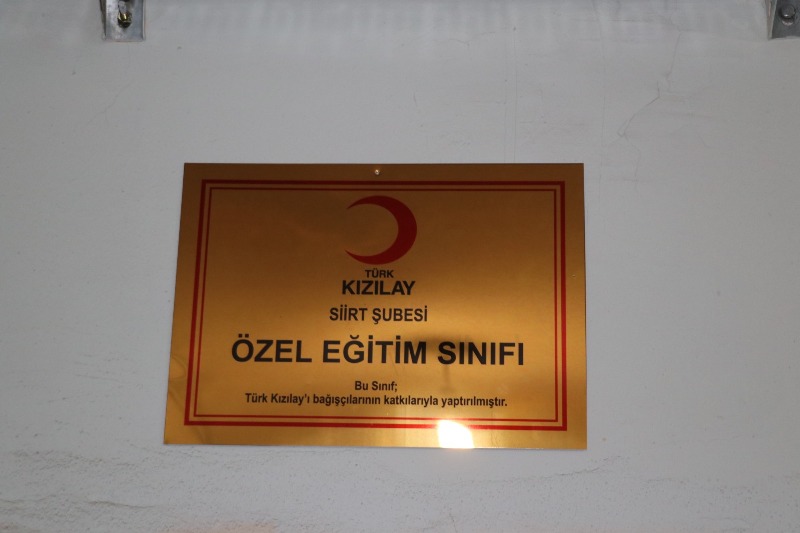 TÜRK
KIZILAY
SİİRT ŞUBESİ
ÖZEL EĞİTİM SINIFI
Bu Sınıf;
Türk Kızılay'ı bağışçılarının katkılarıyla yaptırılmıştır.